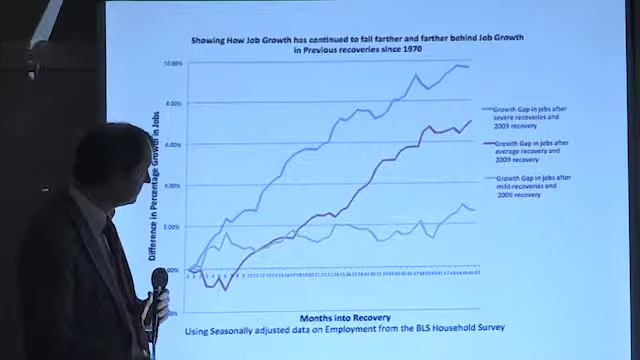 Showing How Job Growth has continued to fall farther and farther behind Job Growth
in Previous recoveries since 1970
10.00%
8.00%
6.00%
4.00%
2.00%
Difference in Percentage Growth in Jobs
Growth Gap in jobs after
severe recoveries and
2009 recovery
Growth Gap in jobs after
average recovery and
2009 recovery
Growth Gap in jobs after
mild recoveries and
2009 recovery
Months into Recovery
Using Seasonally adjusted data on Employment from the BLS Household Survey